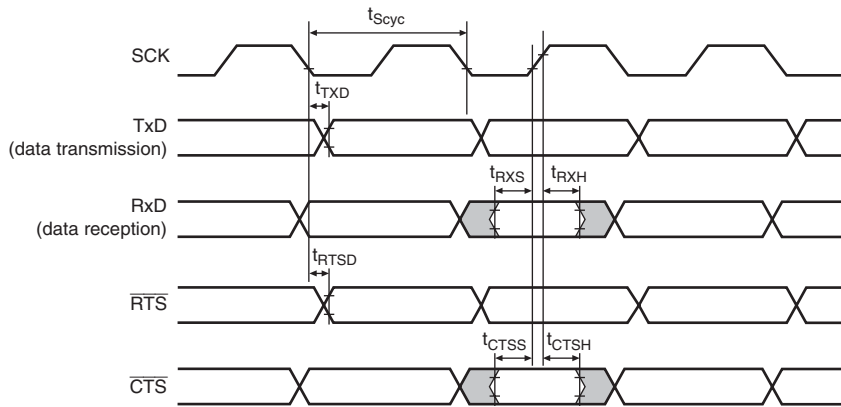 tScyc
SCK
tTXD
TxD
(data transmission)
tRXS tRXH
RxD
(data reception)
tRTSD
RTS
tCTSS tCTSH
CTS